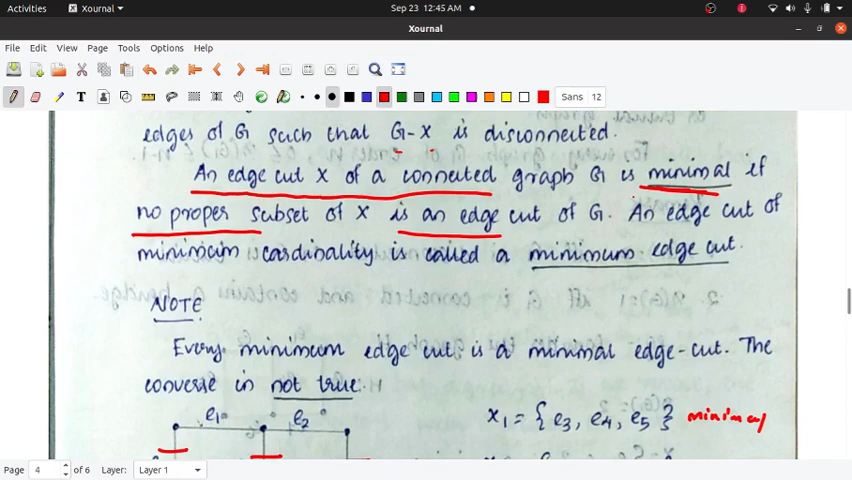 Activities Xournal Sep 23 12:45 AM
Xournal
File Edit View Page Tools Options Help
Sans 12
edges of G such that G-X is disconnected.
An edge cut X of a connected graph G is minimal if
no proper subset of X is an edge cut of G. An edge cut of
minimum cardinality is called a minimum edge cut.
NOTE
Every minimum edge cut is a minimal edge-cut. The
converse is not true.
e1 e2
x1 = {e3, e4, e5}
Page 4 of 6 Layer: Layer 1